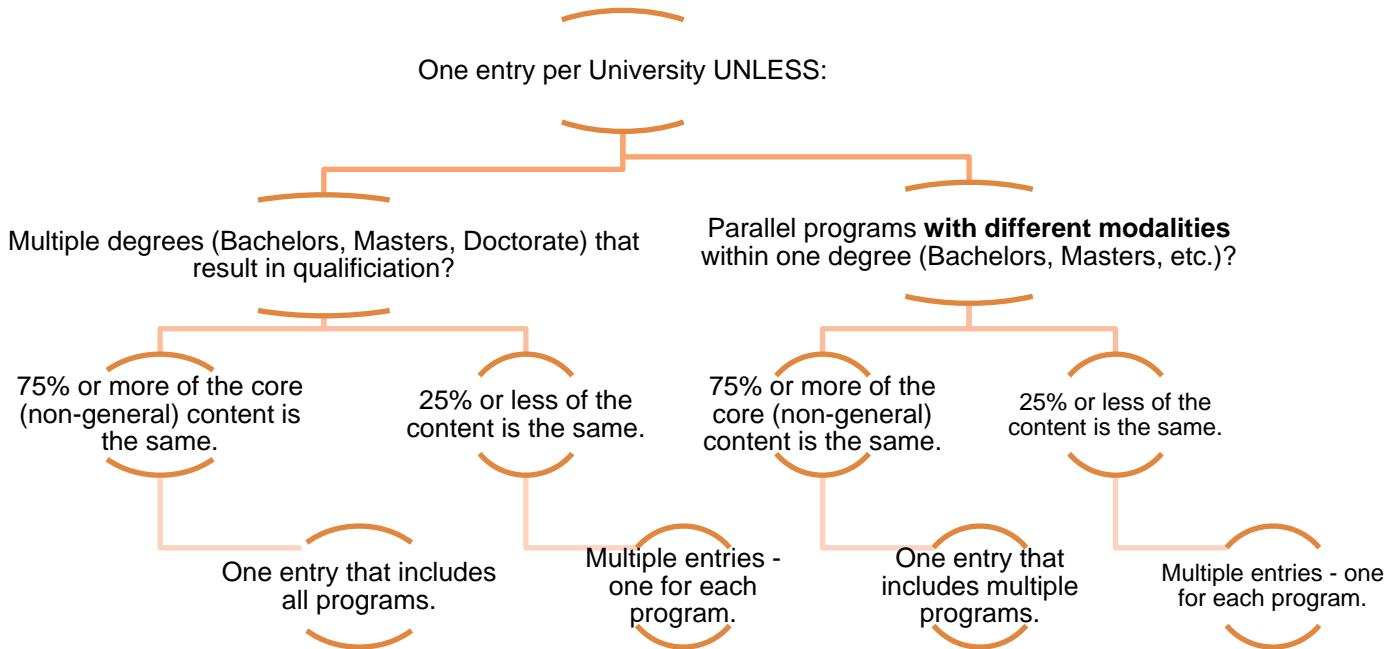 One entry per University UNLESS:
Multiple degrees (Bachelors, Masters, Doctorate) that
result in qualificiation?
Parallel programs with different modalities
within one degree (Bachelors, Masters, etc.)?
75% or more of the core
(non-general) content is
the same.
25% or less of the
content is the same.
75% or more of the
core (non-general)
content is the same.
25% or less of the
content is the same.
One entry that includes
all programs.
Multiple entries -
one for each
program.
One entry that
includes multiple
programs.
Multiple entries - one
for each program.